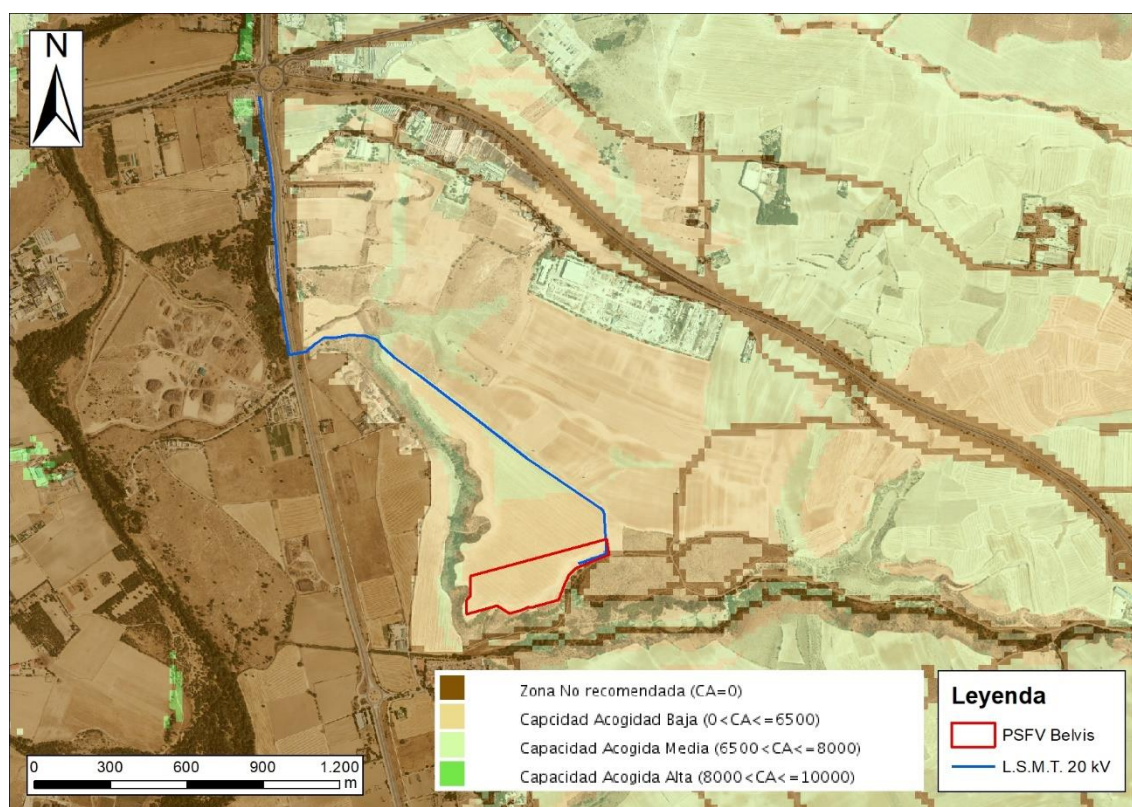 N
Zona No recomendada (CA=0)
Capcidad Acogidad Baja (0<CA<=6500)
Capacidad Acogida Media (6500<CA<=8000)
Capacidad Acogida Alta (8000<CA<=10000)
Leyenda
PSFV Belvis
L.S.M.T. 20 kV
0 300 600 900 1.200
m